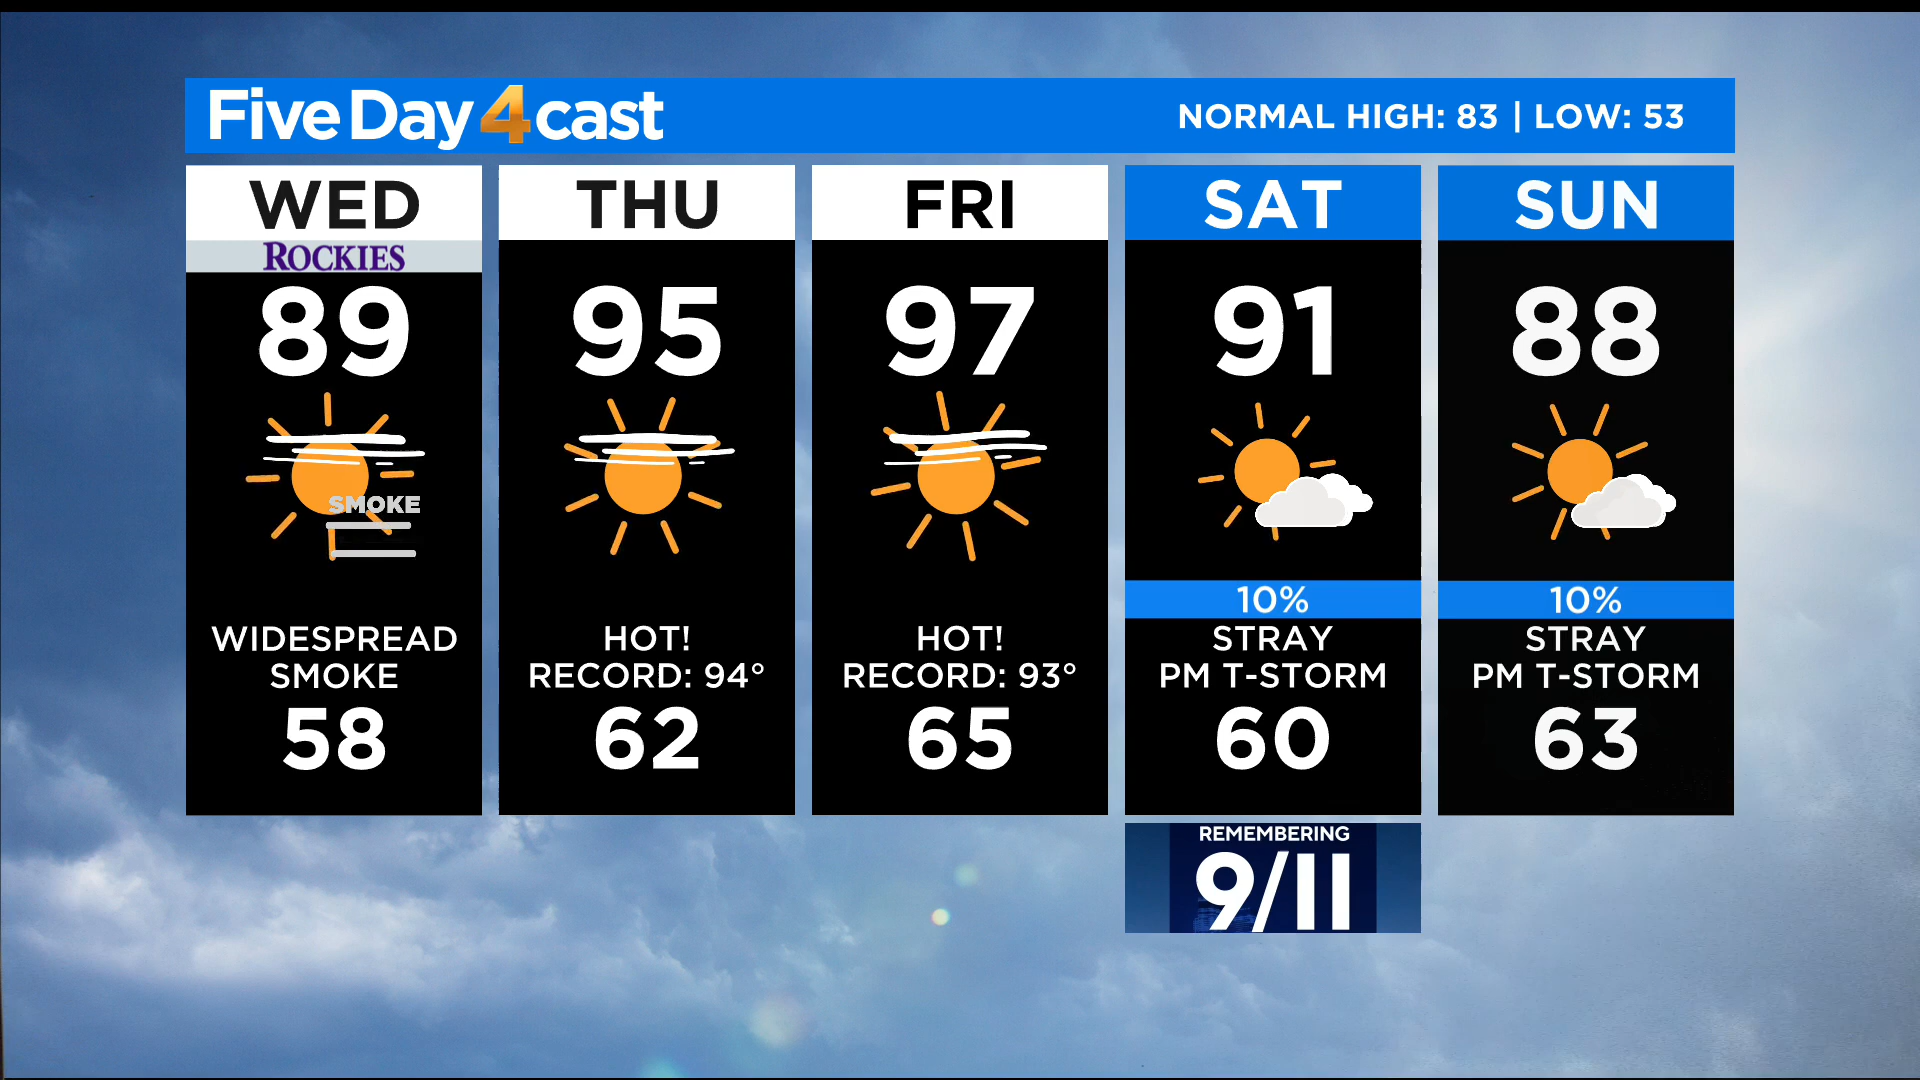 Five Day 4cast
NORMAL HIGH: 83 | LOW: 53
WED
ROCKIES
89
SMOKE
WIDESPREAD
SMOKE
58
THU
95
HOT!
RECORD: 94°
62
FRI
97
HOT!
RECORD: 93°
65
SAT
91
10%
STRAY
PM T-STORM
60
REMEMBERING
9/11
SUN
88
10%
STRAY
PM T-STORM
63